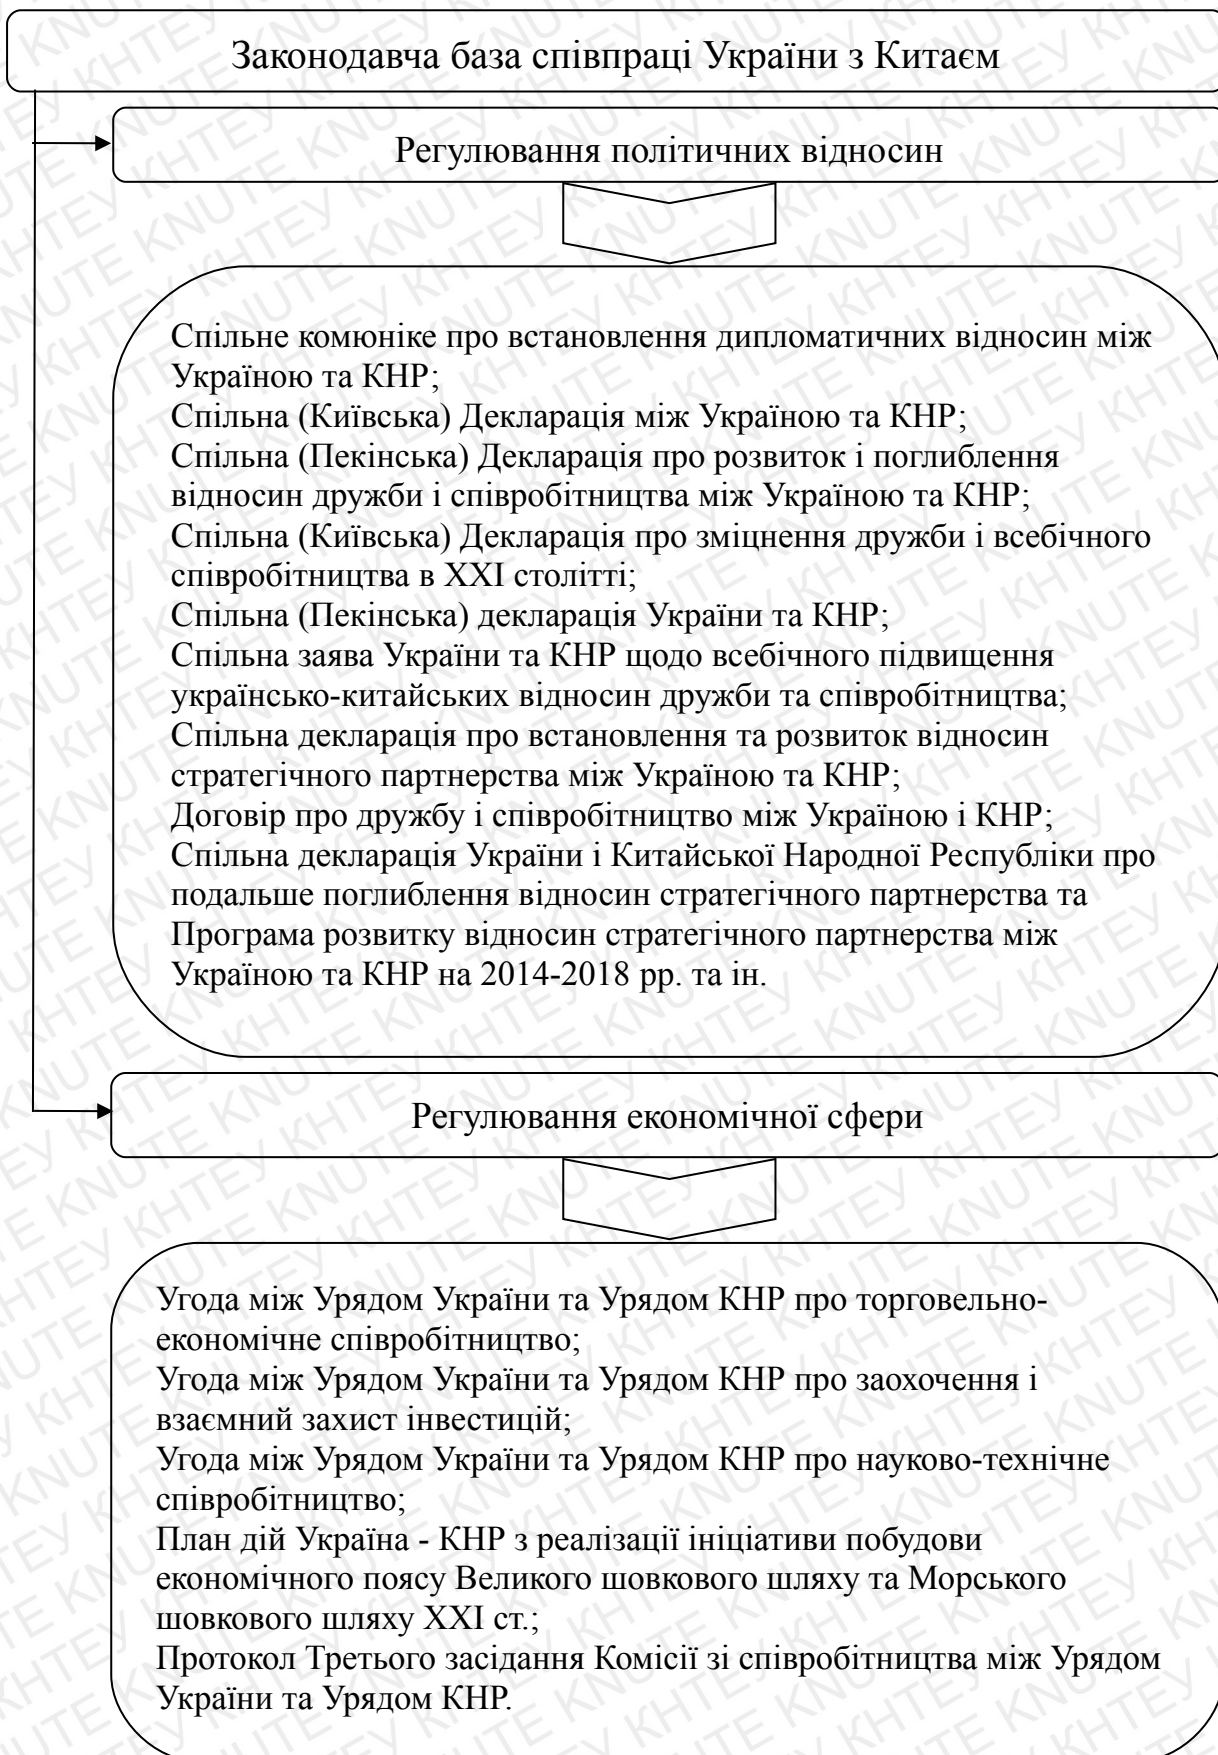 Законодавча база співпраці України з Китаєм
Регулювання політичних відносин
Спільне комюніке про встановлення дипломатичних відносин між
Україною та КНР;
Спільна (Київська) Декларація між Україною та КНР;
Спільна (Пекінська) Декларація про розвиток і поглиблення
відносин дружби і співробітництва між Україною та КНР;
Спільна (Київська) Декларація про зміцнення дружби і всебічного
співробітництва в ХХІ столітті;
Спільна (Пекінська) декларація України та КНР;
Спільна заява України та КНР щодо всебічного підвищення
українсько-китайських відносин дружби та співробітництва;
Спільна декларація про встановлення та розвиток відносин
стратегічного партнерства між Україною та КНР;
Договір про дружбу і співробітництво між Україною і КНР;
Спільна декларація України і Китайської Народної Республіки про
подальше поглиблення відносин стратегічного партнерства та
Програма розвитку відносин стратегічного партнерства між
Україною та КНР на 2014-2018 рр. та ін.
Регулювання економічної сфери
Угода між Урядом України та Урядом КНР про торговельно-
економічне співробітництво;
Угода між Урядом України та Урядом КНР про заохочення і
взаємний захист інвестицій;
Угода між Урядом України та Урядом КНР про науково-технічне
співробітництво;
План дій Україна - КНР з реалізації ініціативи побудови
економічного поясу Великого шовкового шляху та Морського
шовкового шляху ХХІ ст.;
Протокол Третього засідання Комісії зі співробітництва між Урядом
України та Урядом КНР.